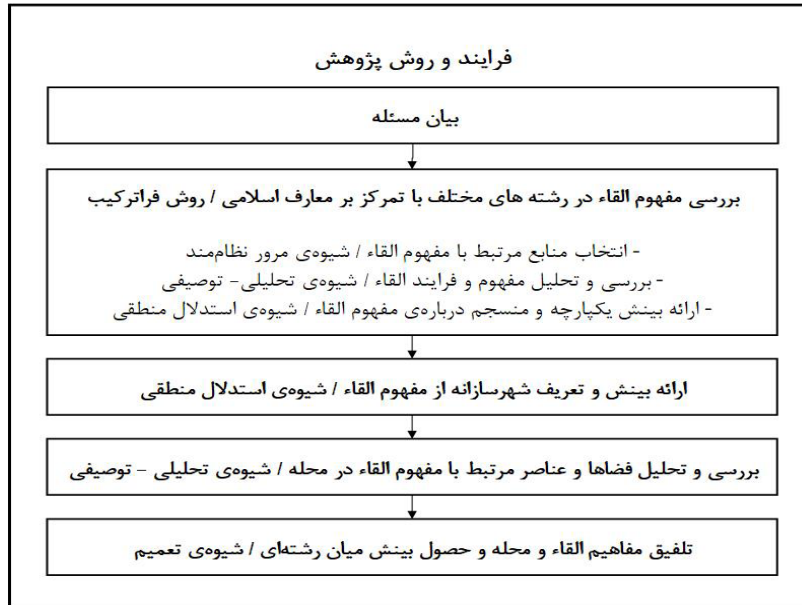 فرایند و روش پژوهش
بیان مسئله
بررسی مفهوم القاء در رشته های مختلف با تمرکز بر معارف اسلامی / روش فراترکیب
- انتخاب منابع مرتبط با مفهوم القاء / شیوه‌ی مرور نظام‌مند
- بررسی و تحلیل مفهوم و فرایند القاء / شیوه‌ی تحلیلی- توصیفی
- ارائه بینش یکپارچه و منسجم درباره‌ی مفهوم القاء / شیوه‌ی استدلال منطقی
ارائه بینش و تعریف شهرسازانه از مفهوم القاء / شیوه‌ی استدلال منطقی
بررسی و تحلیل فضاها و عناصر مرتبط با مفهوم القاء در محله / شیوه‌ی تحلیلی – توصیفی
تلفیق مفاهیم القاء و محله و حصول بینش میان رشته‌ای / شیوه‌ی تعمیم